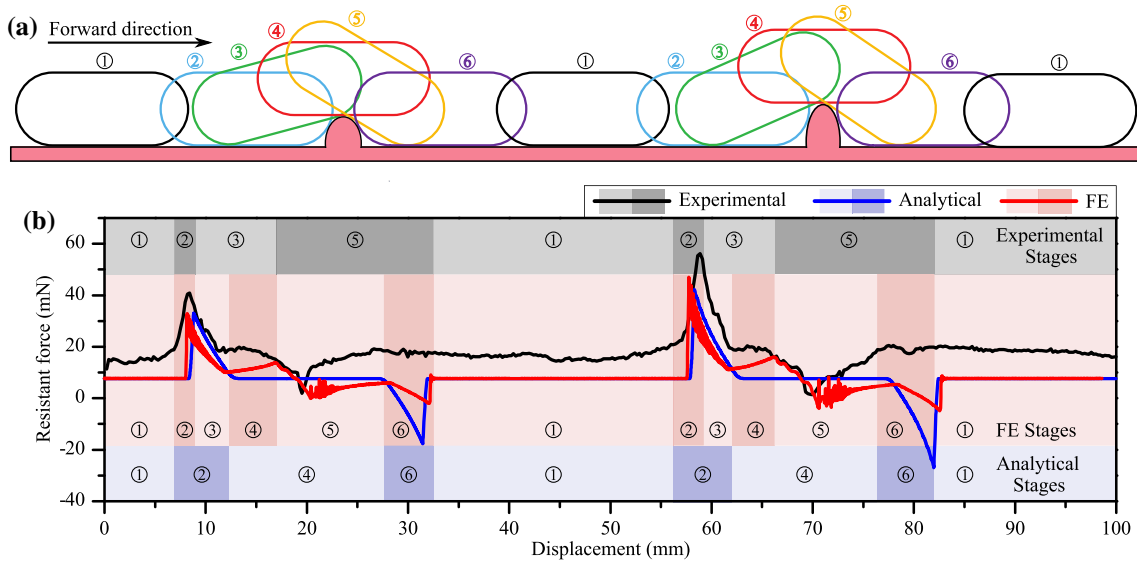 (a) Forward direction
① ② ③ ④ ⑤ ⑥ ① ② ③ ④ ⑤ ⑥ ①
(b) Experimental Analytical FE
① ② ③ ⑤ ① ② ③ ⑤ ① Experimental
Stages
① ② ③ ④ ⑤ ⑥ ① ② ③ ④ ⑤ ⑥ ① FE Stages
① ② ④ ⑥ ① ② ④ ⑥ ① Analytical
Stages
60
40
20
0
-20
-40
Resistant force (mN)
0 10 20 30 40 50 60 70 80 90 100
Displacement (mm)